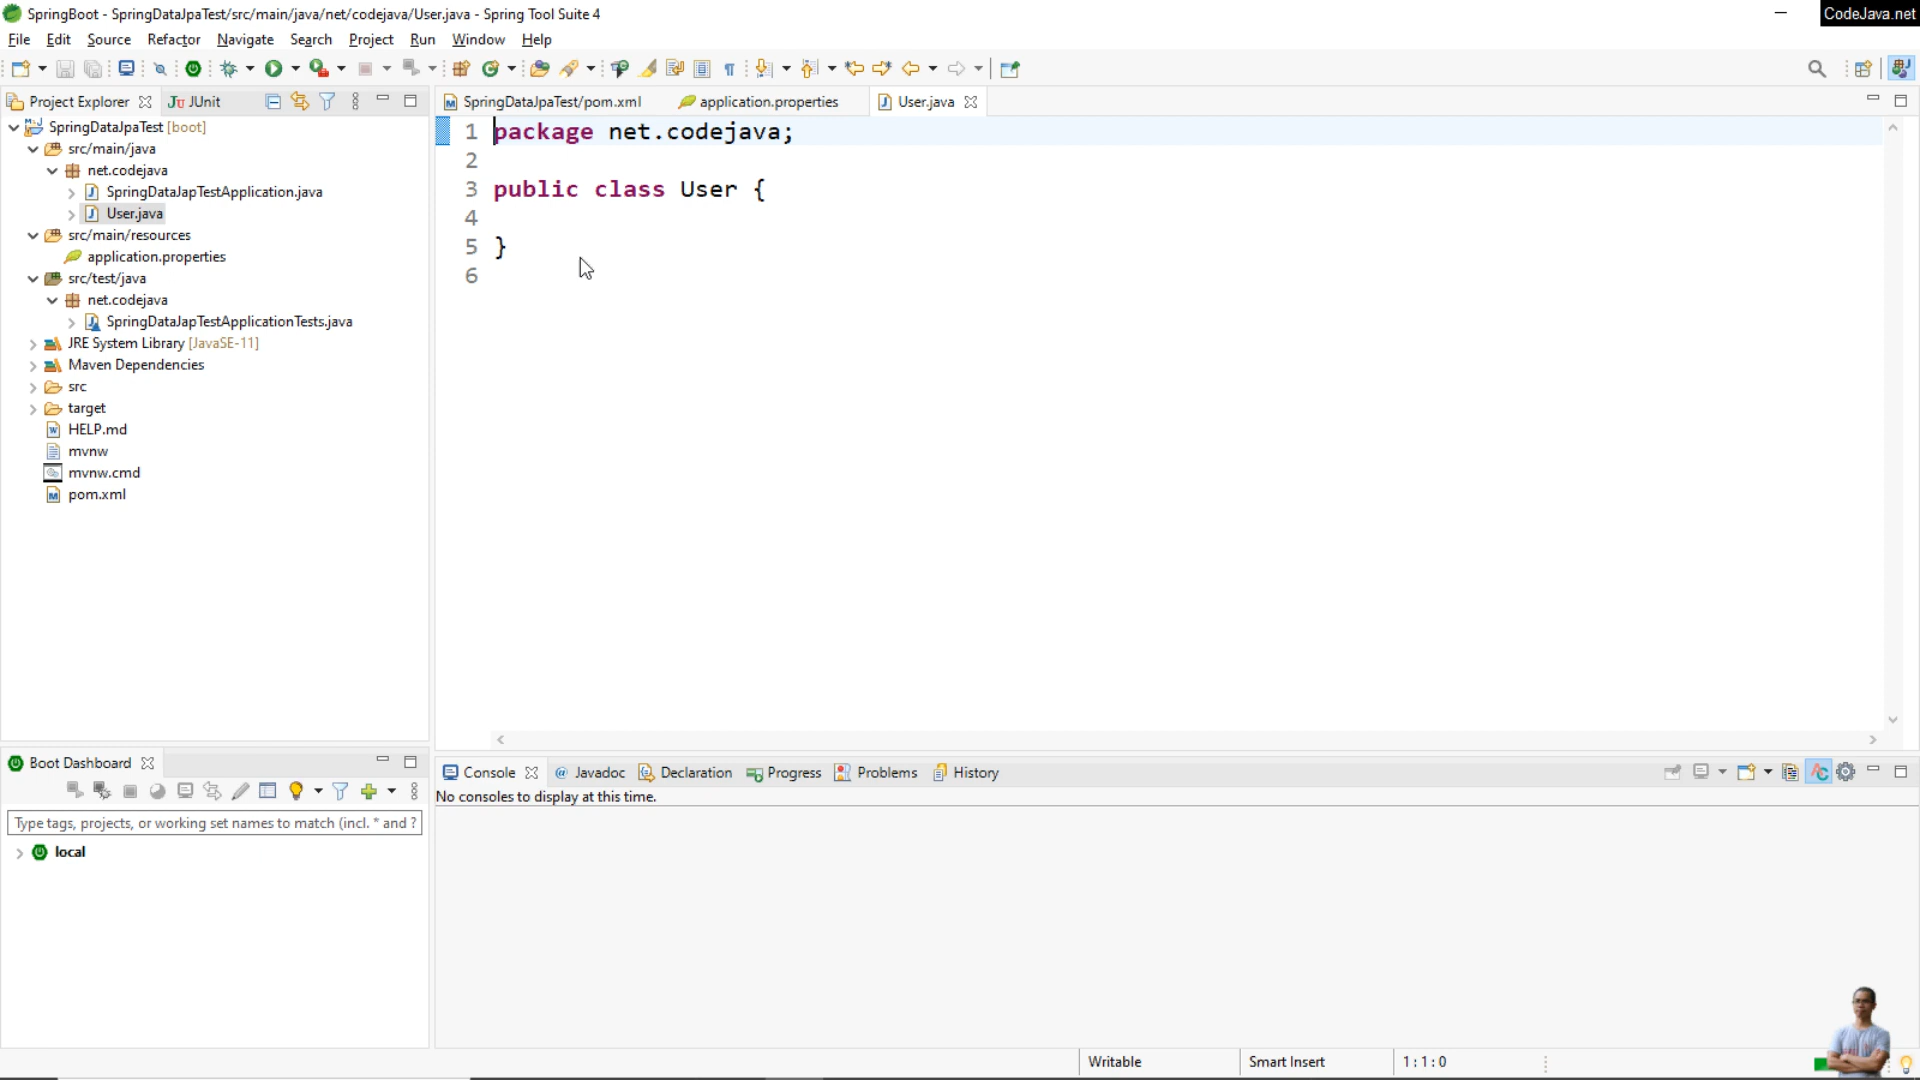 SpringBoot - SpringDataJpaTest/src/main/java/net/codejava/User.java - Spring Tool Suite 4
CodeJava.net
File Edit Source Refactor Navigate Search Project Run Window Help
Project Explorer JUnit
SpringDataJpaTest/pom.xml application.properties User.java
SpringDataJpaTest [boot]
src/main/java
net.codejava
SpringDataJapTestApplication.java
User.java
src/main/resources
application.properties
src/test/java
net.codejava
SpringDataJapTestApplicationTests.java
JRE System Library [JavaSE-11]
Maven Dependencies
src
target
HELP.md
mvnw
mvnw.cmd
pom.xml
1 package net.codejava;
2
3 public class User {
4
5 }
6
Boot Dashboard
Type tags, projects, or working set names to match (incl. * and ?
local
Console @ Javadoc Declaration Progress Problems History
No consoles to display at this time.
Writable Smart Insert 1 : 1 : 0